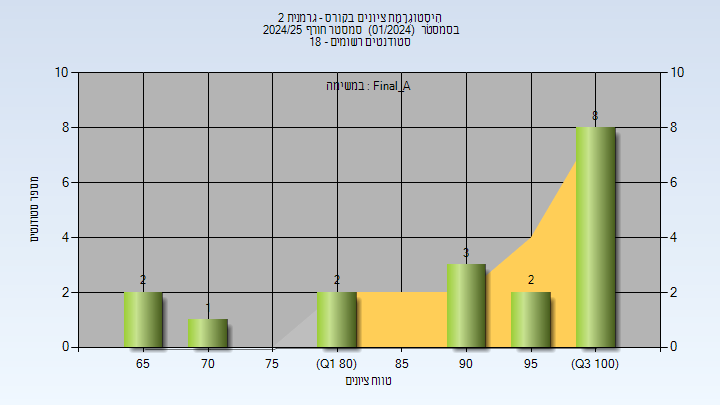 היסטוגרמת ציונים בקורס - גרמנית 2
בסמסטר (01/2024) סמסטר חורף 2024/25
סטודנטים רשומים - 18
במשימה : Final_A
מספר סטודנטים
10 8 6 4 2 0
10 8 6 4 2 0
2 1 2 3 2 8
65 70 75 (Q1 80) 85 90 95 (Q3 100)
טווח ציונים